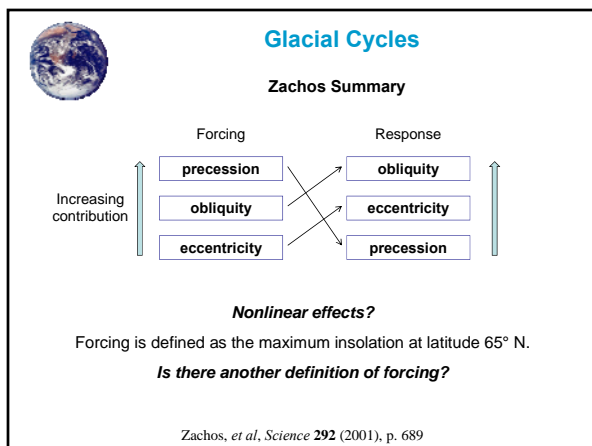 Glacial Cycles
Zachos Summary
Forcing
Response
precession
obliquity
Increasing
contribution
obliquity
eccentricity
eccentricity
precession
Nonlinear effects?
Forcing is defined as the maximum insolation at latitude 65° N.
Is there another definition of forcing?
Zachos, et al, Science 292 (2001), p. 689